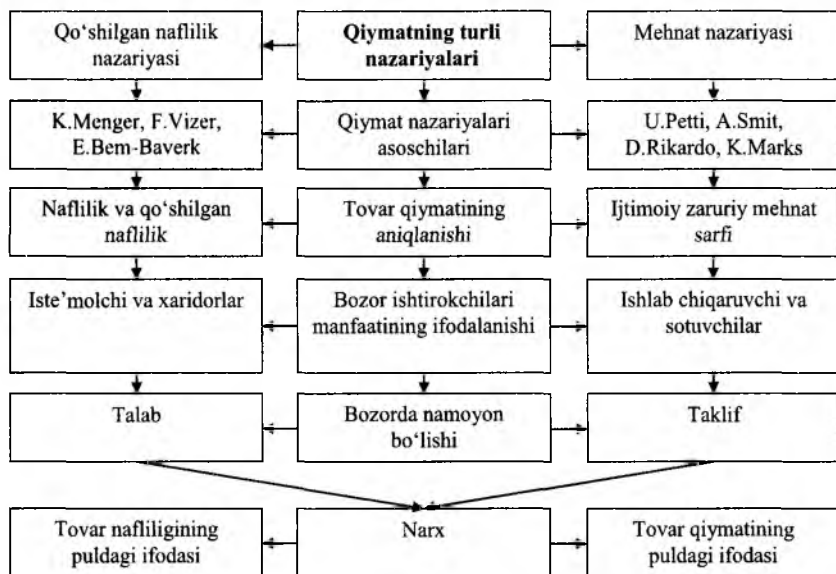 Qo‘shilgan naflilik
nazariyasi
Qiymatning turli
nazariyalari
Mehnat nazariyasi
K.Menger, F.Vizer,
E.Bem-Baverk
Qiymat nazariyalari
asoschilari
U.Petti, A.Smit,
D.Rikardo, K.Marks
Naflilik va qo‘shilgan
naflilik
Tovar qiymatining
aniqlanishi
Ijtimoiy zaruriy mehnat
sarfi
Iste’molchi va xaridorlar
Bozor ishtirokchilari
manfaatining ifodalanishi
Ishlab chiqaruvchi va
sotuvchilar
Talab
Bozorda namoyon
bo‘lishi
Taklif
Tovar nafliligining
puldagi ifodasi
Narx
Tovar qiymatining
puldagi ifodasi